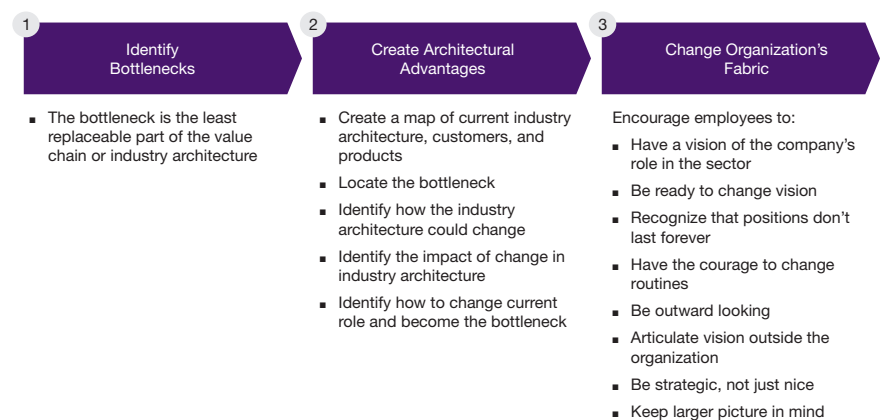 1
Identify
Bottlenecks
▪ The bottleneck is the least
replaceable part of the value
chain or industry architecture
2
Create Architectural
Advantages
▪ Create a map of current industry
architecture, customers, and
products
▪ Locate the bottleneck
▪ Identify how the industry
architecture could change
▪ Identify the impact of change in
industry architecture
▪ Identify how to change current
role and become the bottleneck
3
Change Organization’s
Fabric
Encourage employees to:
▪ Have a vision of the company’s
role in the sector
▪ Be ready to change vision
▪ Recognize that positions don’t
last forever
▪ Have the courage to change
routines
▪ Be outward looking
▪ Articulate vision outside the
organization
▪ Be strategic, not just nice
▪ Keep larger picture in mind